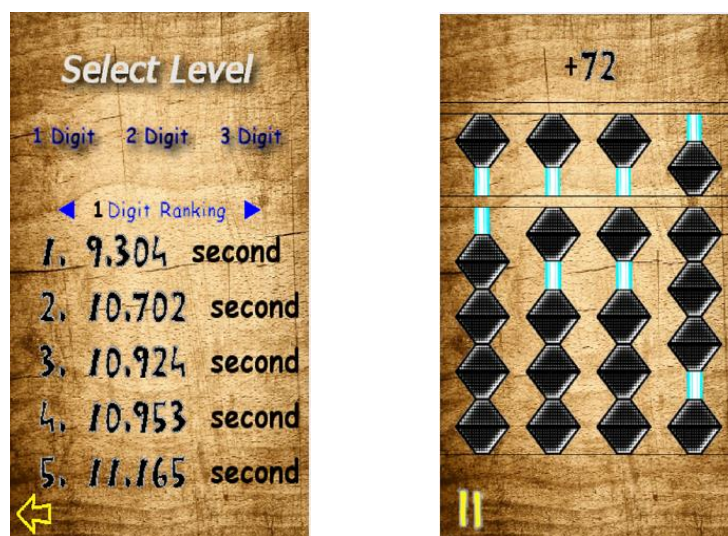 Select Level
1 Digit 2 Digit 3 Digit
1 Digit Ranking
1. 9.304 second
2. 10.702 second
3. 10.924 second
4. 10.953 second
5. 11.165 second
+72